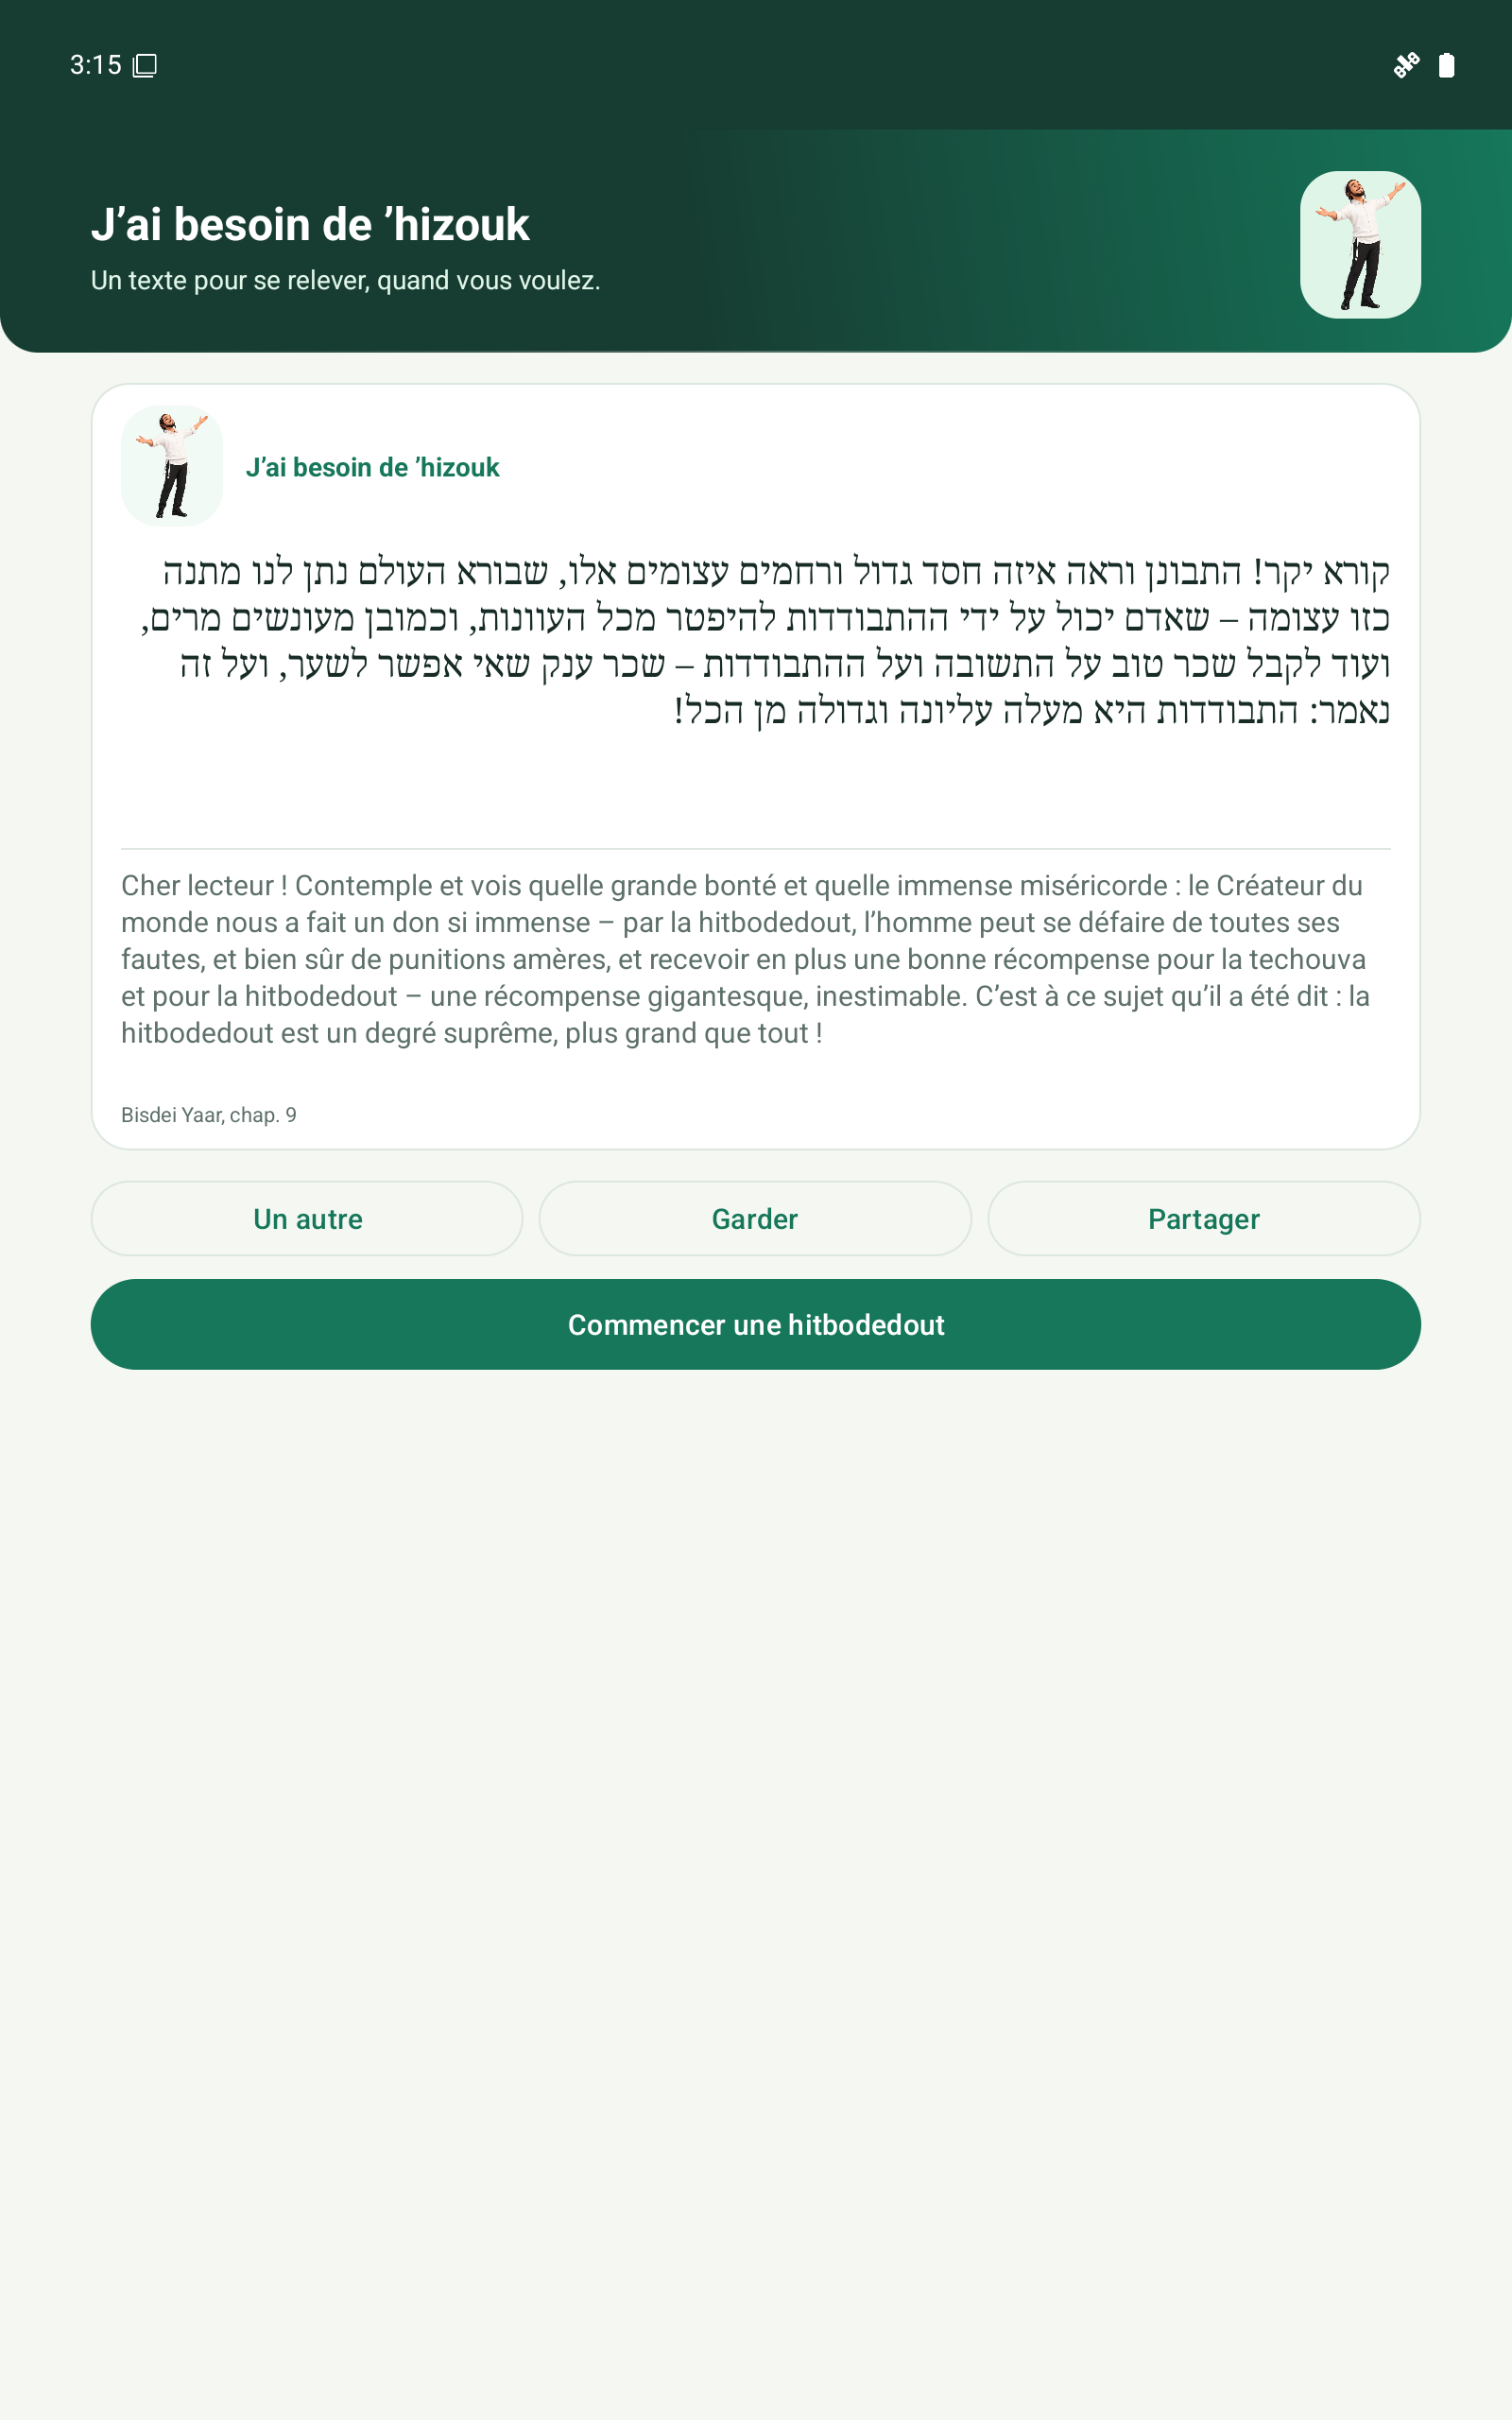 3:15
J’ai besoin de ’hizouk
Un texte pour se relever, quand vous voulez.
J’ai besoin de ’hizouk
קורא יקר! התבונן וראה איזה חסד גדול ורחמים עצומים אלו, שבורא העולם נתן לנו מתנה
כזו עצומה – שאדם יכול על ידי ההתבודדות להיפטר מכל העוונות, וכמובן מעונשים מרים,
ועוד לקבל שכר טוב על התשובה ועל ההתבודדות – שכר ענק שאי אפשר לשער, ועל זה
נאמר: התבודדות היא מעלה עליונה וגדולה מן הכל!
Cher lecteur ! Contemple et vois quelle grande bonté et quelle immense miséricorde : le Créateur du
monde nous a fait un don si immense – par la hitbodedout, l’homme peut se défaire de toutes ses
fautes, et bien sûr de punitions amères, et recevoir en plus une bonne récompense pour la techouva
et pour la hitbodedout – une récompense gigantesque, inestimable. C’est à ce sujet qu’il a été dit : la
hitbodedout est un degré suprême, plus grand que tout !
Bisdei Yaar, chap. 9
Un autre
Garder
Partager
Commencer une hitbodedout